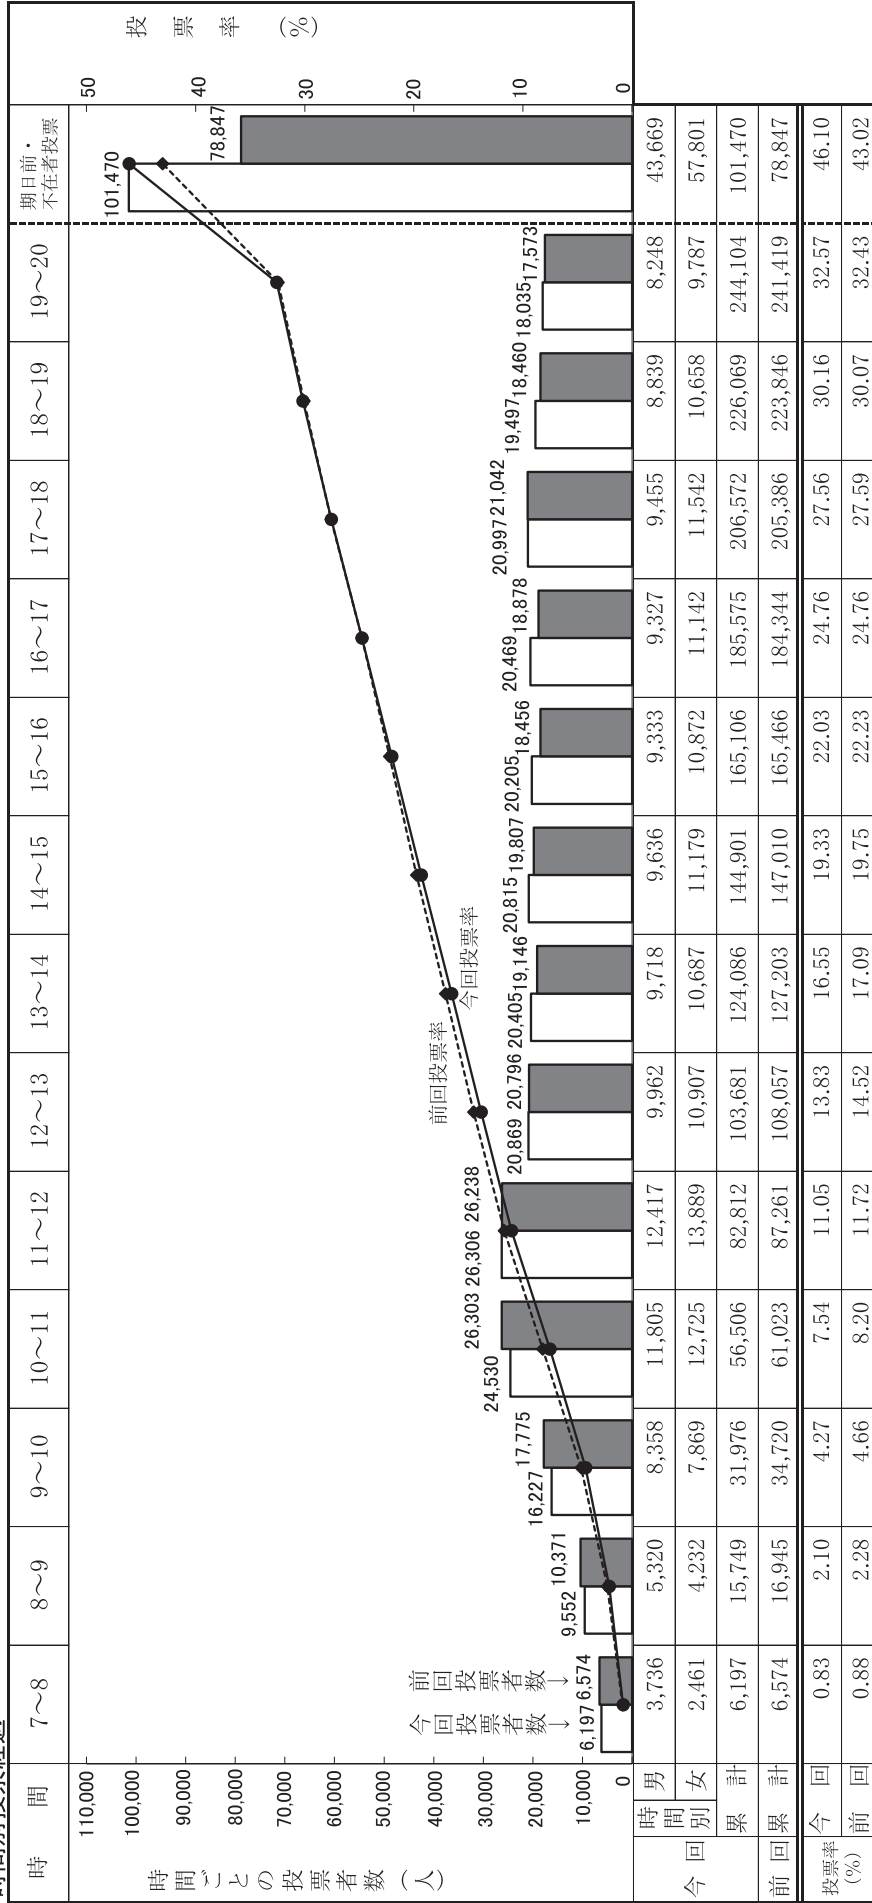 時　間 7～8 8～9 9～10 10～11 11～12 12～13 13～14 14～15 15～16 16～17 17～18 18～19 19～20 期日前・不在者投票
時間ごとの投票者数（人）
110,000
100,000
90,000
80,000
70,000
60,000
50,000
40,000
30,000
20,000
10,000
0
今回投票者数→
前回投票者数→
6,197 6,574
9,552 10,371
16,227 17,775
24,530 26,303
26,306 26,238
20,869 20,796
20,405 19,146
20,815 19,807
20,205 18,456
20,469 18,878
20,997 21,042
19,497 18,460
18,035 17,573
101,470 78,847
前回投票率
今回投票率
投票率（%）
50
40
30
20
10
0
今回 時間別 男 3,736 5,320 8,358 11,805 12,417 9,962 9,718 9,636 9,333 9,327 9,455 8,839 8,248 43,669
女 2,461 4,232 7,869 12,725 13,889 10,907 10,687 11,179 10,872 11,142 11,542 10,658 9,787 57,801
累計 6,197 15,749 31,976 56,506 82,812 103,681 124,086 144,901 165,106 185,575 206,572 226,069 244,104 101,470
前回 累計 6,574 16,945 34,720 61,023 87,261 108,057 127,203 147,010 165,466 184,344 205,386 223,846 241,419 78,847
投票率(%) 今回 0.83 2.10 4.27 7.54 11.05 13.83 16.55 19.33 22.03 24.76 27.56 30.16 32.57 46.10
前回 0.88 2.28 4.66 8.20 11.72 14.52 17.09 19.75 22.23 24.76 27.59 30.07 32.43 43.02